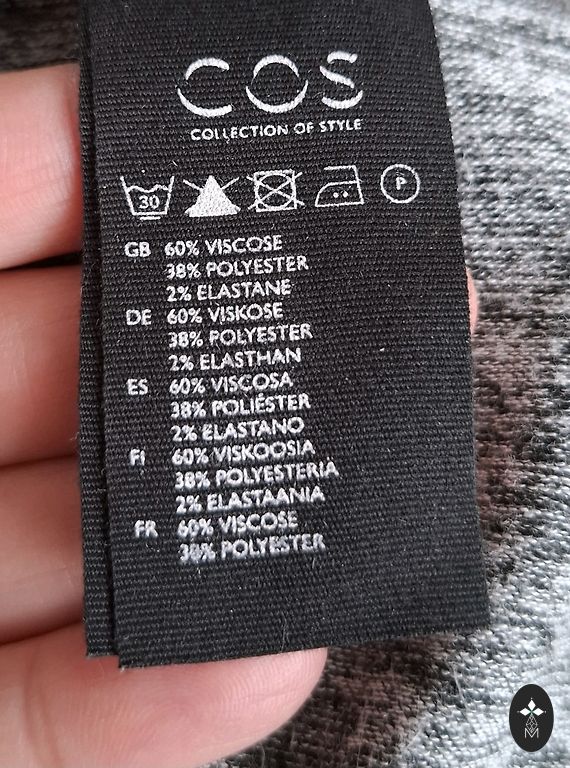 COS
COLLECTION OF STYLE
30 P
GB 60% VISCOSE
38% POLYESTER
2% ELASTANE
DE 60% VISKOSE
38% POLYESTER
2% ELASTHAN
ES 60% VISCOSA
38% POLIÉSTER
2% ELASTANO
FI 60% VISKOOSIA
38% POLYESTERIA
2% ELASTAANIA
FR 60% VISCOSE
38% POLYESTER
M